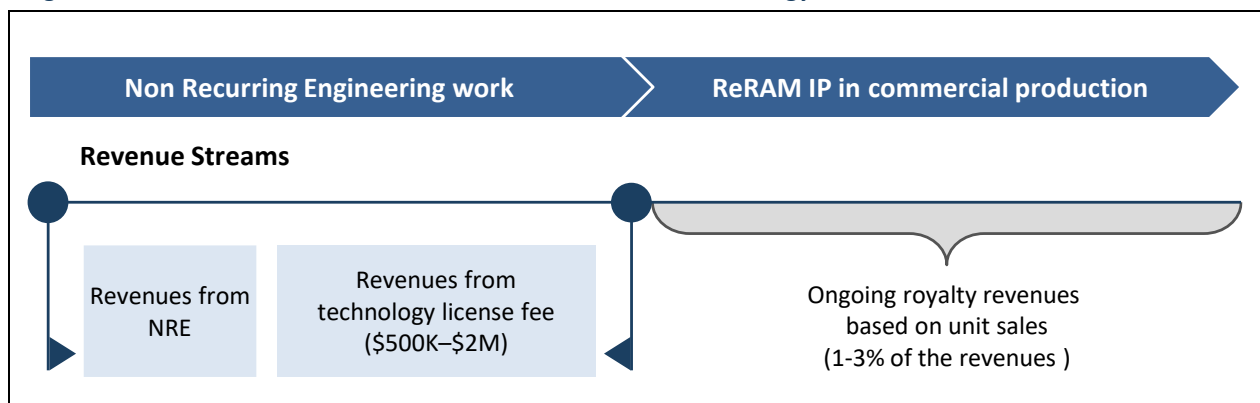 Non Recurring Engineering work
ReRAM IP in commercial production
Revenue Streams
Revenues from
NRE
Revenues from
technology license fee
($500K–$2M)
Ongoing royalty revenues
based on unit sales
(1-3% of the revenues )